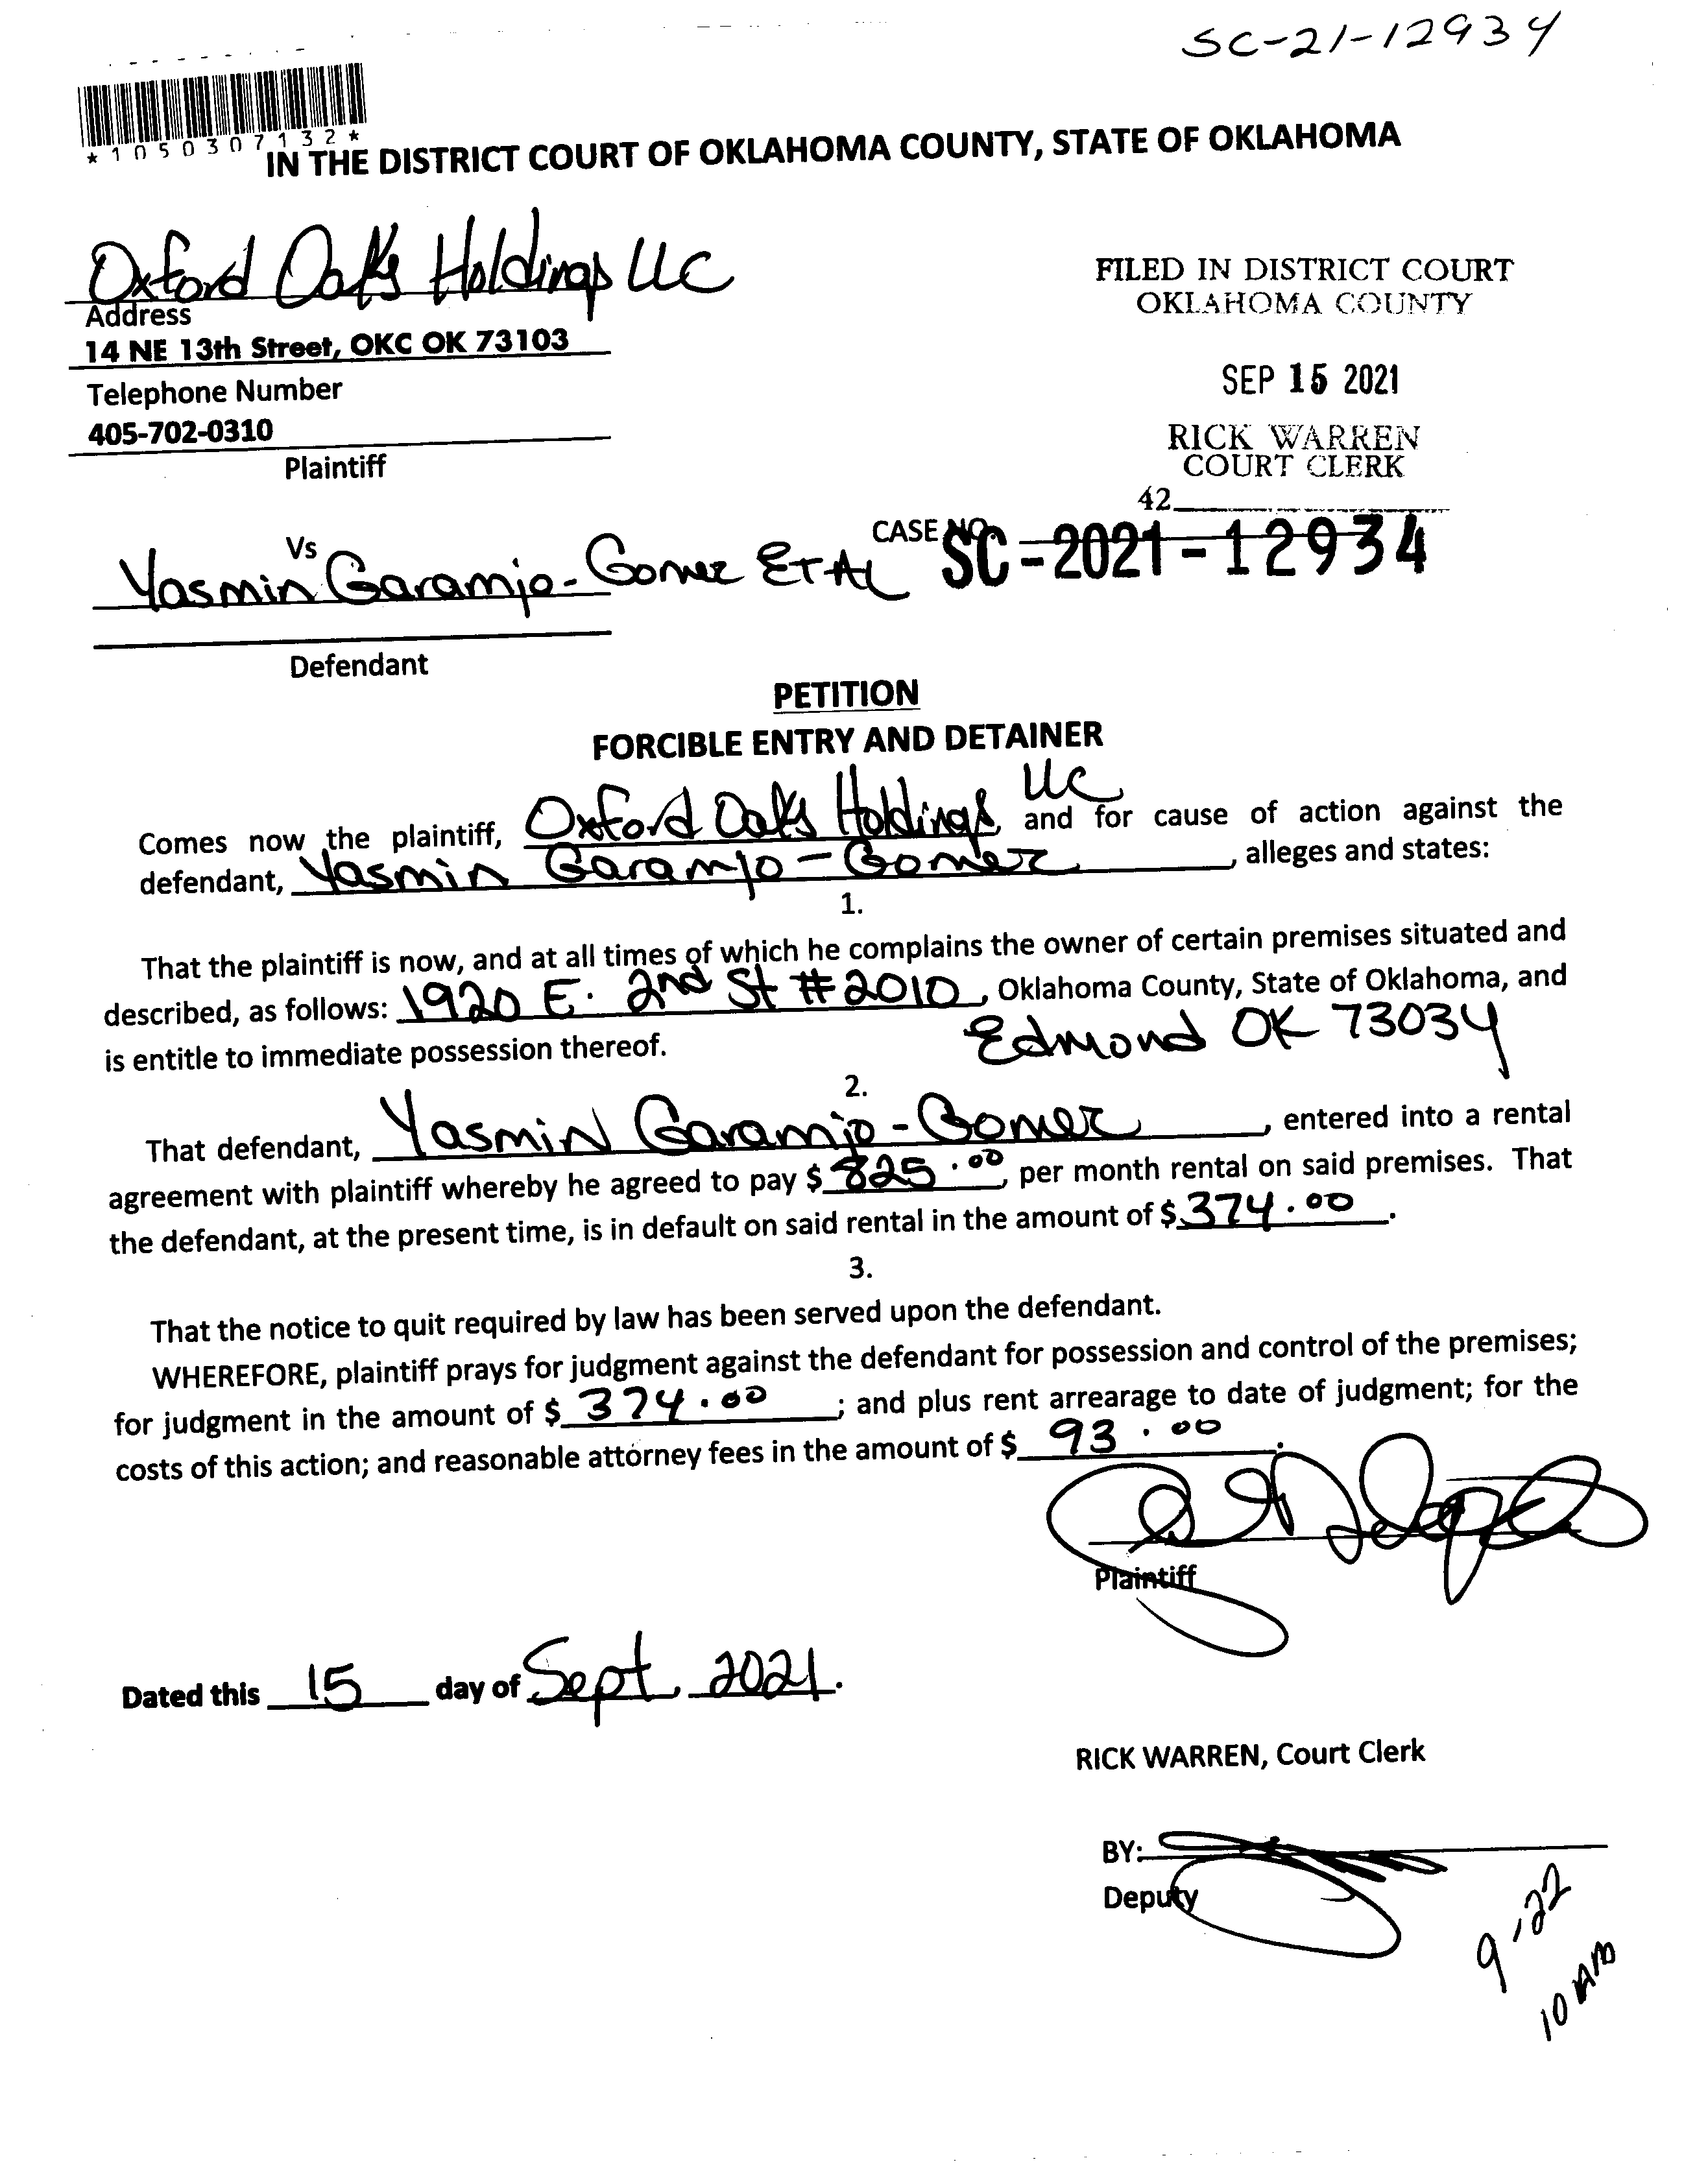 SC-21-12934
*1050307132*
IN THE DISTRICT COURT OF OKLAHOMA COUNTY, STATE OF OKLAHOMA
Oxford Oaks Holdings LLC
Address
14 NE 13th Street, OKC OK 73103
Telephone Number
405-702-0310
Plaintiff
FILED IN DISTRICT COURT
OKLAHOMA COUNTY
SEP 15 2021
RICK WARREN
COURT CLERK
42
CASE NO. SC-2021-12934
Vs
Yasmin Garamjo-Gomez ET AL
Defendant
PETITION
FORCIBLE ENTRY AND DETAINER
Comes now the plaintiff, Oxford Oaks Holdings LLC and for cause of action against the
defendant, Yasmin Garamjo-Gomez, alleges and states:
1.
That the plaintiff is now, and at all times of which he complains the owner of certain premises situated and
described, as follows: 1920 E. 2nd St #2010, Oklahoma County, State of Oklahoma, and
is entitle to immediate possession thereof. Edmond OK 73034
2.
That defendant, Yasmin Garamjo-Gomez, entered into a rental
agreement with plaintiff whereby he agreed to pay $ 825.00, per month rental on said premises. That
the defendant, at the present time, is in default on said rental in the amount of $ 374.00.
3.
That the notice to quit required by law has been served upon the defendant.
WHEREFORE, plaintiff prays for judgment against the defendant for possession and control of the premises;
for judgment in the amount of $ 374.00; and plus rent arrearage to date of judgment; for the
costs of this action; and reasonable attorney fees in the amount of $ 93.00.
Plaintiff
Dated this 15 day of Sept, 2021.
RICK WARREN, Court Clerk
BY:
Deputy
9-22
10 AM